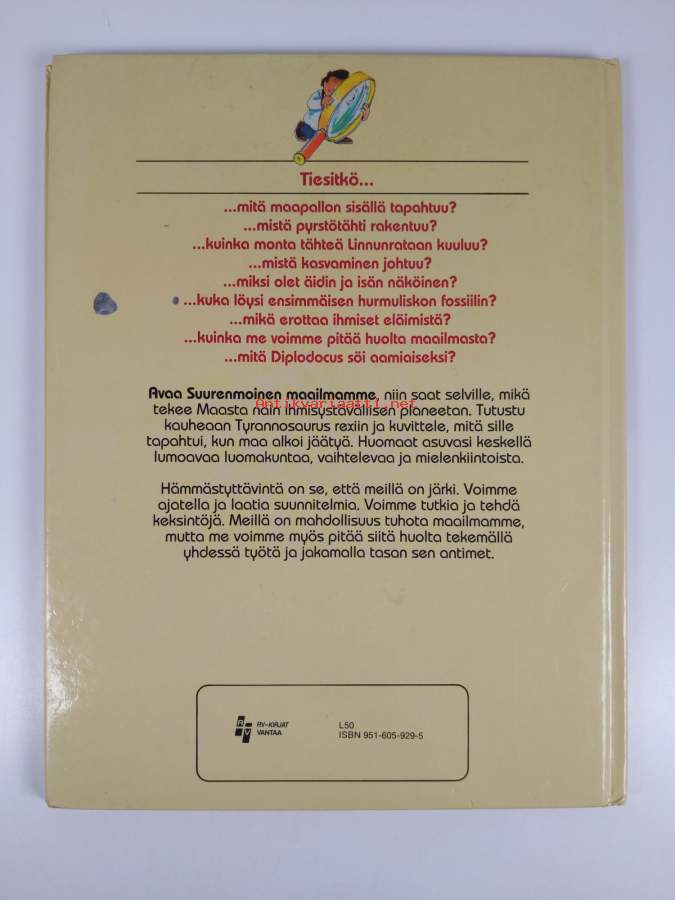 Tiesitkö...
...mitä maapallon sisällä tapahtuu?
...mistä pyrstötähti rakentuu?
...kuinka monta tähteä Linnunrataan kuuluu?
...mistä kasvaminen johtuu?
...miksi olet äidin ja isän näköinen?
...kuka löysi ensimmäisen hurmuliskon fossiilin?
...mikä erottaa ihmiset eläimistä?
...kuinka me voimme pitää huolta maailmasta?
...mitä Diplodocus söi aamiaiseksi?
Avaa Suurenmoinen maailmamme, niin saat selville, mikä
Antikvariaatti.net
tekee Maasta näin ihmisystävällisen planeetan. Tutustu
kauheaan Tyrannosaurus rexiin ja kuvittele, mitä sille
tapahtui, kun maa alkoi jäätyä. Huomaat asuvasi keskellä
lumoavaa luomakuntaa, vaihtelevaa ja mielenkiintoista.
Hämmästyttävintä on se, että meillä on järki. Voimme
ajatella ja laatia suunnitelmia. Voimme tutkia ja tehdä
keksintöjä. Meillä on mahdollisuus tuhota maailmamme,
mutta me voimme myös pitää siitä huolta tekemällä
yhdessä työtä ja jakamalla tasan sen antimet.
RV
RV-KIRJAT
VANTAA
L50
ISBN 951-605-929-5